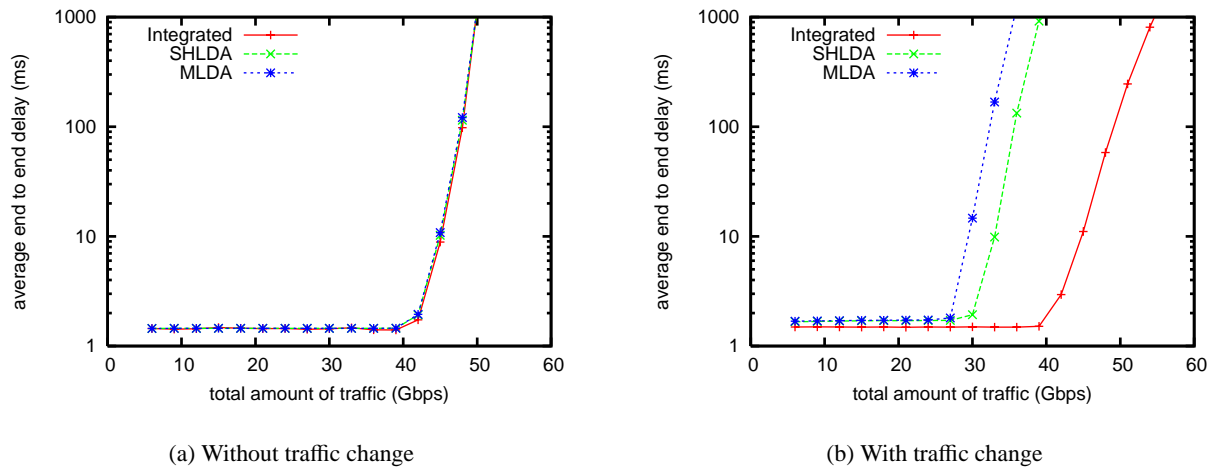 1000
100
10
1
0 10 20 30 40 50 60
average end to end delay (ms)
total amount of traffic (Gbps)
Integrated
SHLDA
MLDA
(a) Without traffic change
1000
100
10
1
0 10 20 30 40 50 60
average end to end delay (ms)
total amount of traffic (Gbps)
Integrated
SHLDA
MLDA
(b) With traffic change